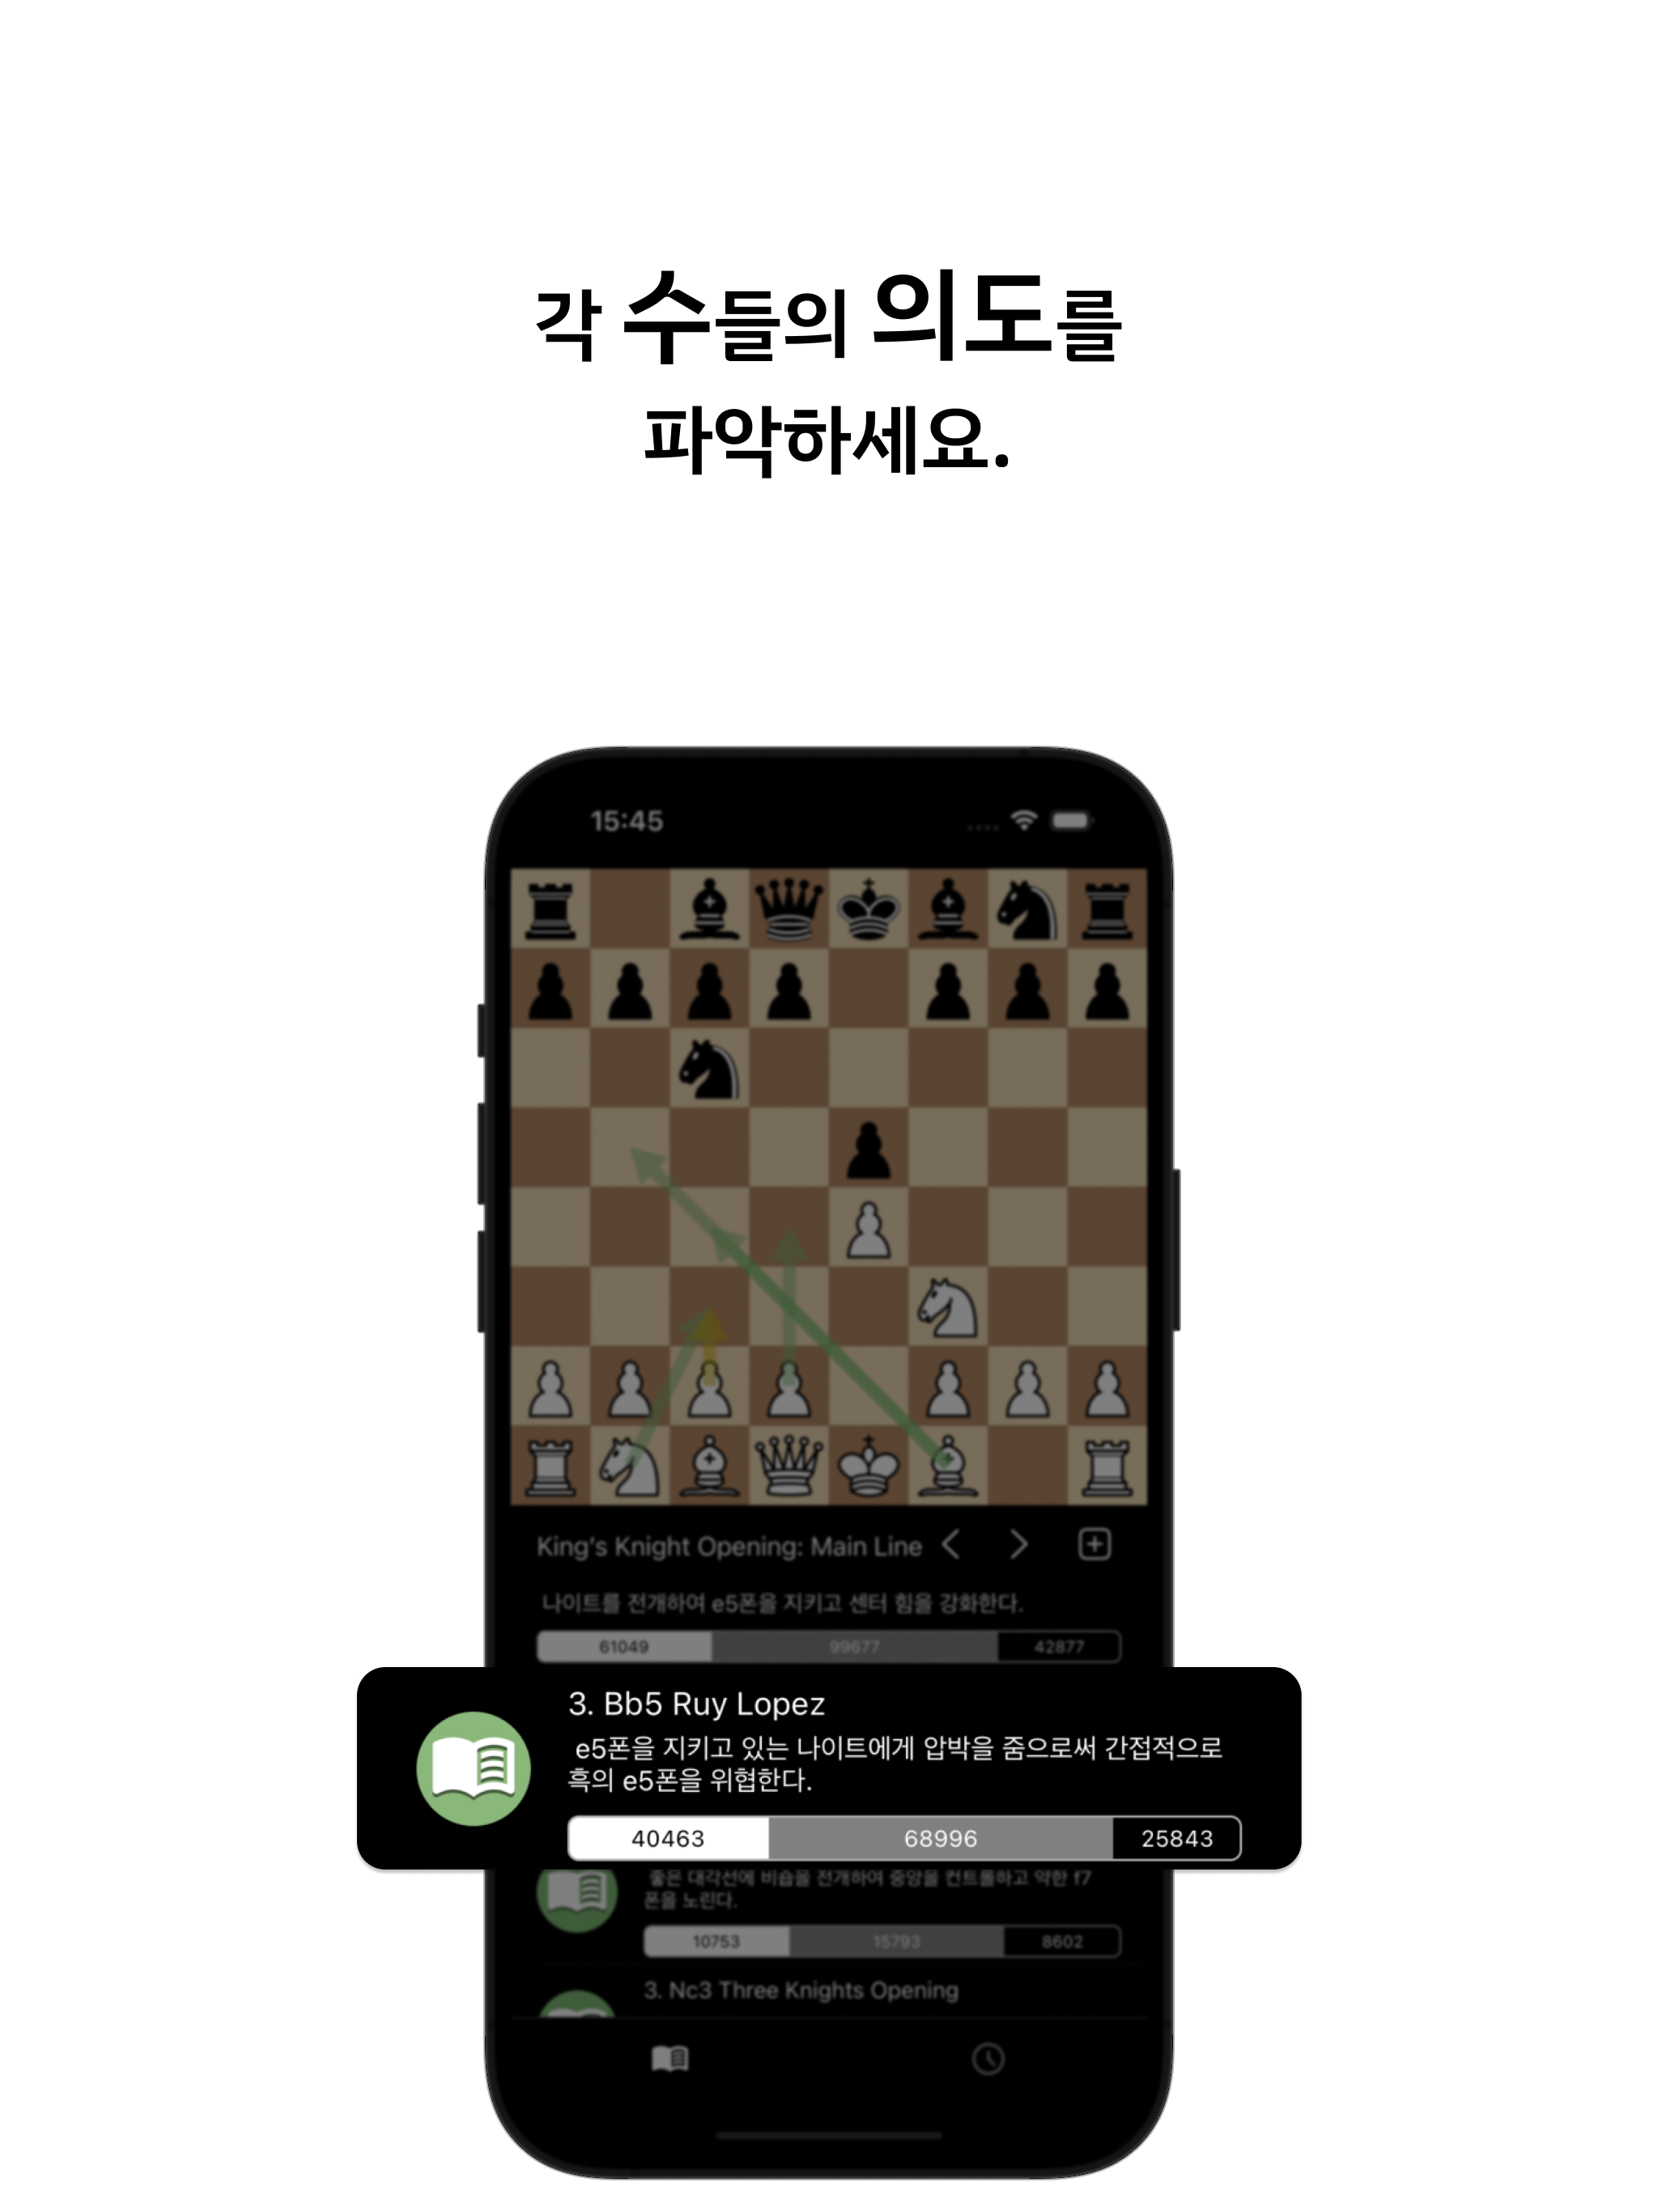 각 수들의 의도를
파악하세요.
15:45
King's Knight Opening: Main Line
나이트를 전개하여 e5폰을 지키고 센터 힘을 강화한다.
61049 99677 42877
3. Bb5 Ruy Lopez
e5폰을 지키고 있는 나이트에게 압박을 줌으로써 간접적으로
흑의 e5폰을 위협한다.
40463 68996 25843
좋은 대각선에 비숍을 전개하여 중앙을 컨트롤하고 약한 f7
폰을 노린다.
10753 15793 8602
3. Nc3 Three Knights Opening